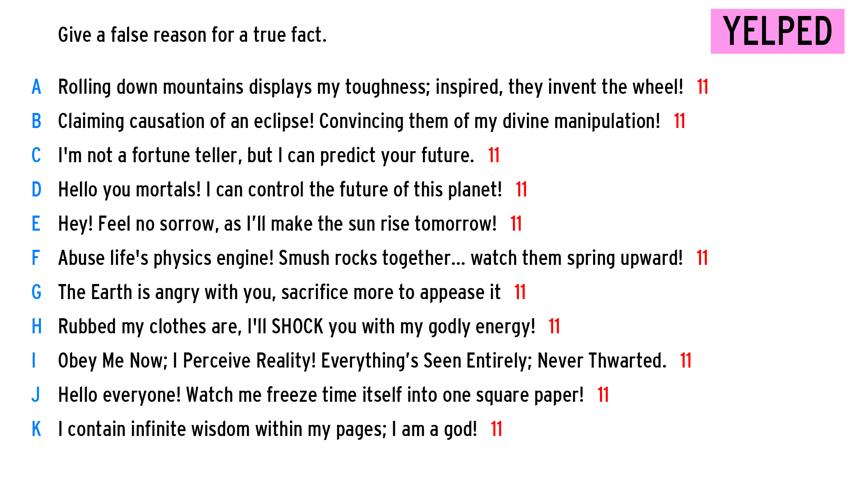 Give a false reason for a true fact.
YELPED
A Rolling down mountains displays my toughness; inspired, they invent the wheel! 11
B Claiming causation of an eclipse! Convincing them of my divine manipulation! 11
C I'm not a fortune teller, but I can predict your future. 11
D Hello you mortals! I can control the future of this planet! 11
E Hey! Feel no sorrow, as I'll make the sun rise tomorrow! 11
F Abuse life's physics engine! Smush rocks together... watch them spring upward! 11
G The Earth is angry with you, sacrifice more to appease it 11
H Rubbed my clothes are, I'll SHOCK you with my godly energy! 11
I Obey Me Now; I Perceive Reality! Everything's Seen Entirely; Never Thwarted. 11
J Hello everyone! Watch me freeze time itself into one square paper! 11
K I contain infinite wisdom within my pages; I am a god! 11